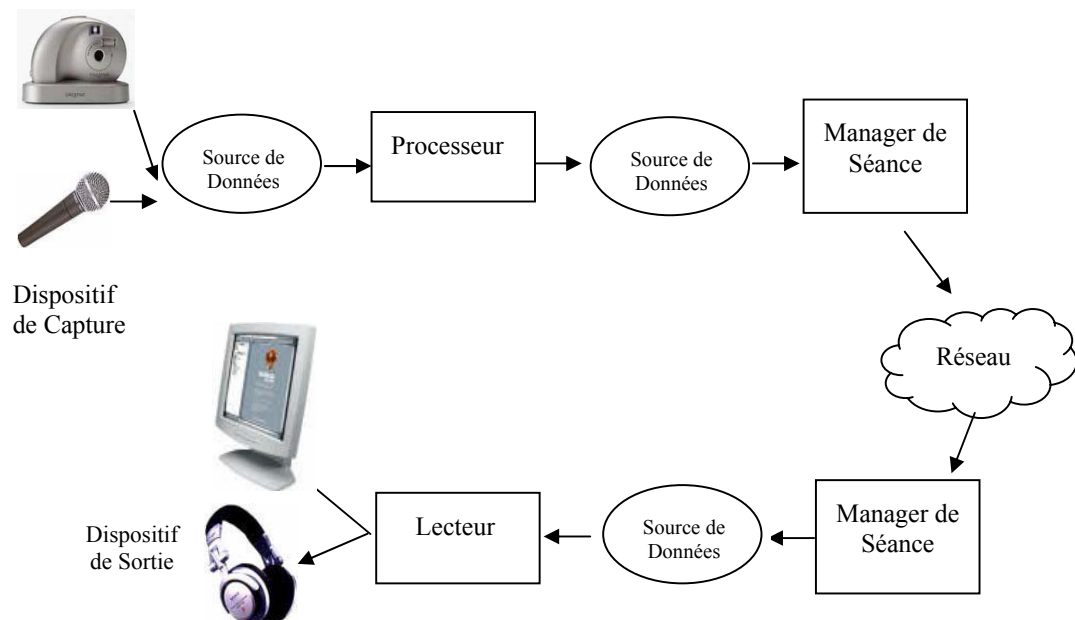 Source de
Données
Processeur
Source de
Données
Manager de
Séance
Dispositif
de Capture
Réseau
Dispositif
de Sortie
Lecteur
Source de
Données
Manager de
Séance